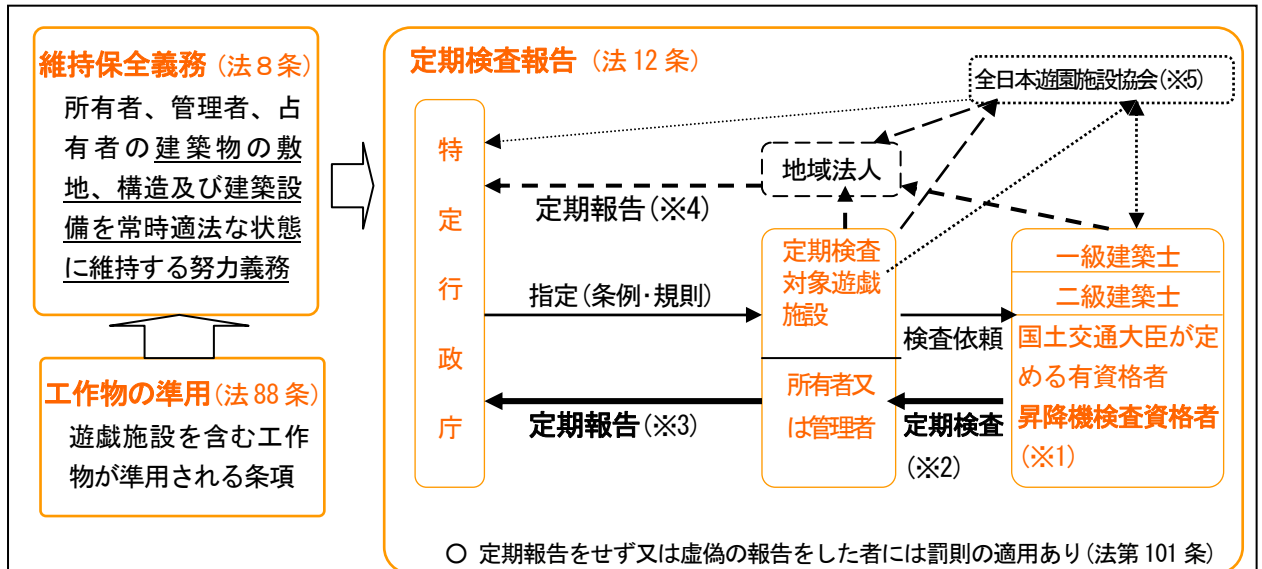 維持保全義務(法8条)
所有者、管理者、占
有者の建築物の敷
地、構造及び建築設
備を常時適法な状態
に維持する努力義務
工作物の準用(法88条)
遊戯施設を含む工作
物が準用される条項
定期検査報告(法12条)
全日本遊園施設協会(※5)
特定行政庁
地域法人
定期報告(※4)
指定(条例・規則)
定期報告(※3)
定期検査
対象遊戯
施設
所有者又
は管理者
検査依頼
定期検査
(※2)
一級建築士
二級建築士
国土交通大臣が定
める有資格者
昇降機検査資格者
(※1)
○ 定期報告をせず又は虚偽の報告をした者には罰則の適用あり(法第101条)